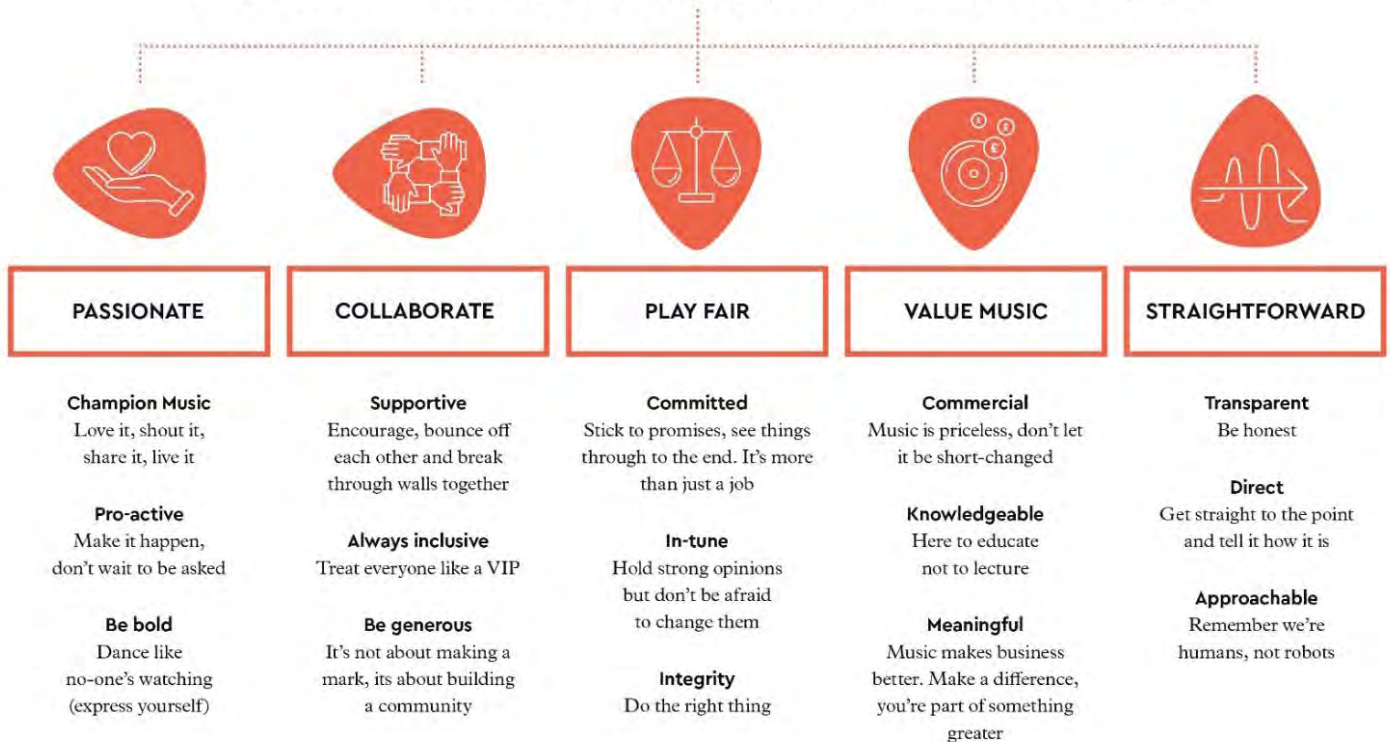 PASSIONATE
Champion Music
Love it, shout it,
share it, live it
Pro-active
Make it happen,
don't wait to be asked
Be bold
Dance like
no-one's watching
(express yourself)
COLLABORATE
Supportive
Encourage, bounce off
each other and break
through walls together
Always inclusive
Treat everyone like a VIP
Be generous
It's not about making a
mark, its about building
a community
PLAY FAIR
Committed
Stick to promises, see things
through to the end. It's more
than just a job
In-tune
Hold strong opinions
but don't be afraid
to change them
Integrity
Do the right thing
£
£
£
VALUE MUSIC
Commercial
Music is priceless, don't let
it be short-changed
Knowledgeable
Here to educate
not to lecture
Meaningful
Music makes business
better. Make a difference,
you're part of something
greater
STRAIGHTFORWARD
Transparent
Be honest
Direct
Get straight to the point
and tell it how it is
Approachable
Remember we're
humans, not robots